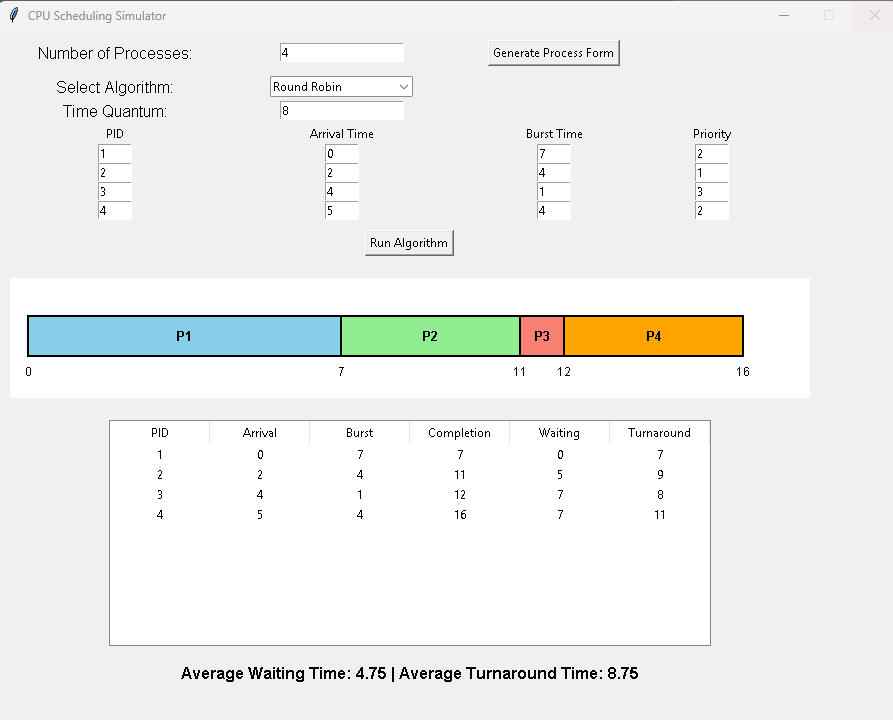 CPU Scheduling Simulator
Number of Processes: 4 Generate Process Form
Select Algorithm: Round Robin
Time Quantum: 8
PID Arrival Time Burst Time Priority
1 0 7 2
2 2 4 1
3 4 1 3
4 5 4 2
Run Algorithm
P1 P2 P3 P4
0 7 11 12 16
PID Arrival Burst Completion Waiting Turnaround
1 0 7 7 0 7
2 2 4 11 5 9
3 4 1 12 7 8
4 5 4 16 7 11
Average Waiting Time: 4.75 | Average Turnaround Time: 8.75